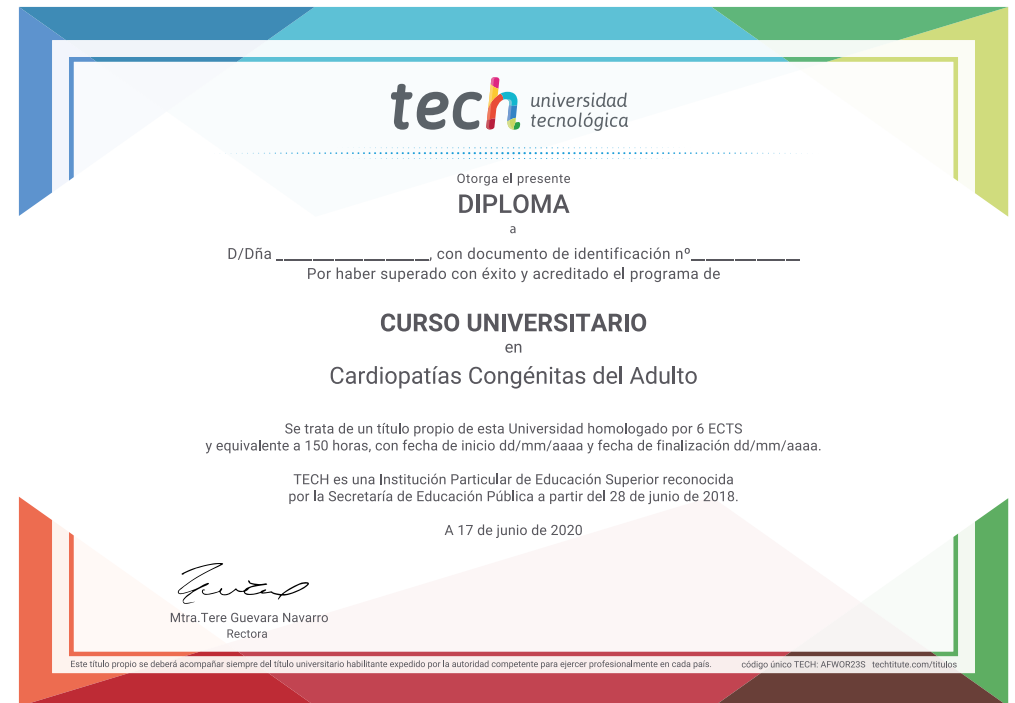 tech universidad
tecnológica
Otorga el presente
DIPLOMA
a
D/Dña ____________________, con documento de identificación nº______________
Por haber superado con éxito y acreditado el programa de
CURSO UNIVERSITARIO
en
Cardiopatías Congénitas del Adulto
Se trata de un título propio de esta Universidad homologado por 6 ECTS
y equivalente a 150 horas, con fecha de inicio dd/mm/aaaa y fecha de finalización dd/mm/aaaa.
TECH es una Institución Particular de Educación Superior reconocida
por la Secretaría de Educación Pública a partir del 28 de junio de 2018.
A 17 de junio de 2020
Mtra.Tere Guevara Navarro
Rectora
Este título propio se deberá acompañar siempre del título universitario habilitante expedido por la autoridad competente para ejercer profesionalmente en cada país. código único TECH: AFWOR23S techtitute.com/titulos